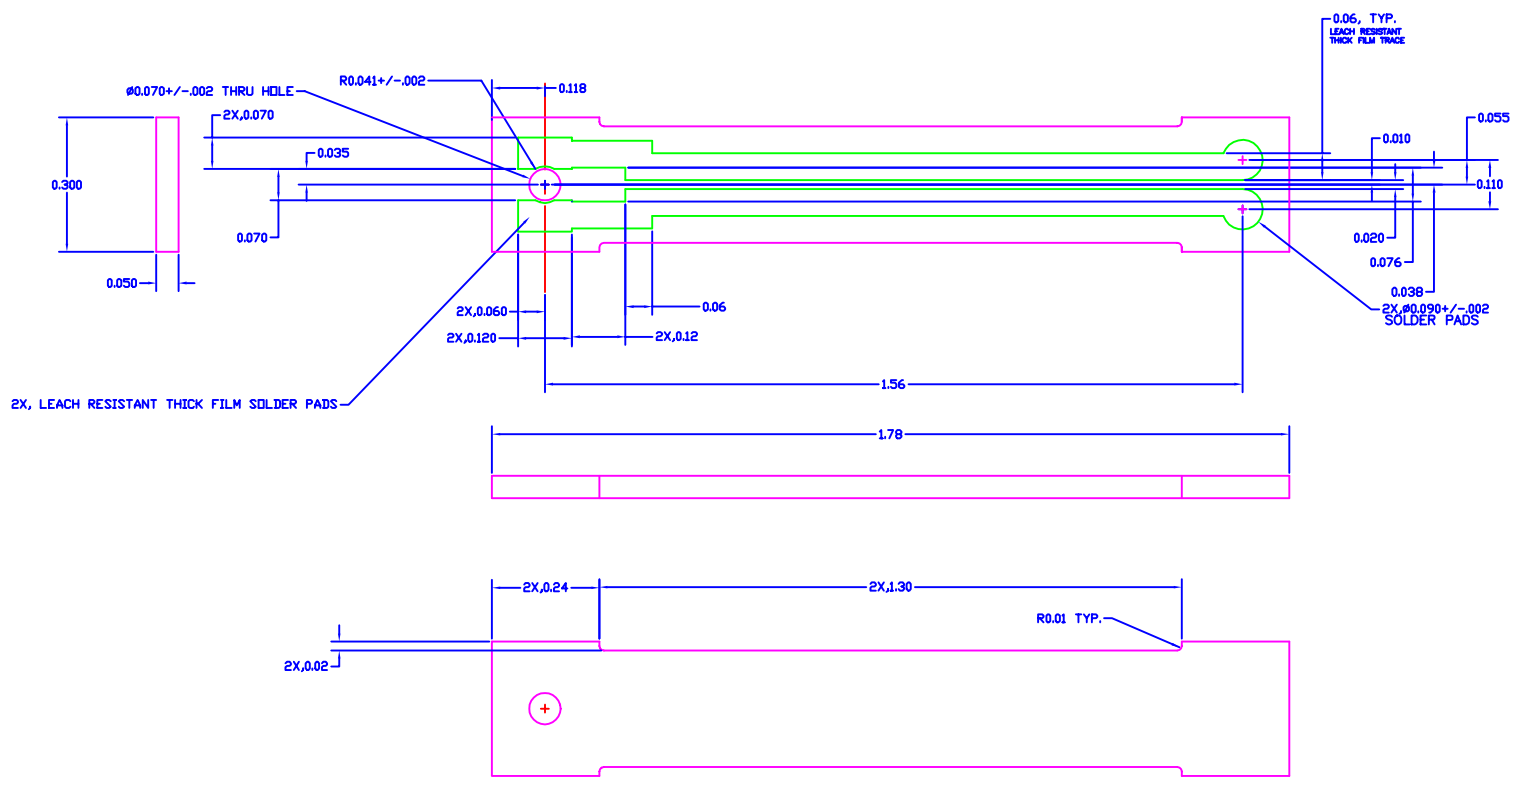 0.06, TYP.
LEACH RESISTANT
THICK FILM TRACE
R0.041+/-.002
0.118
Ø0.070+/-.002 THRU HOLE
2X,0.070
0.055
0.010
0.035
0.300
0.110
0.070
0.020
0.076
0.050
0.038
2X,0.060
0.06
2X,Ø0.090+/-.002
SOLDER PADS
2X,0.120
2X,0.12
1.56
2X, LEACH RESISTANT THICK FILM SOLDER PADS
1.78
2X,0.24
2X,1.30
R0.01 TYP.
2X,0.02